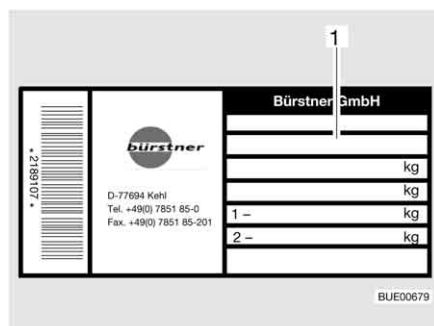 1
Bürstner GmbH
*2189107*
bürstner
D-77694 Kehl
Tel. +49(0) 7851 85-0
Fax. +49(0) 7851 85-201
kg
kg
1 – kg
2 – kg
BUE00679